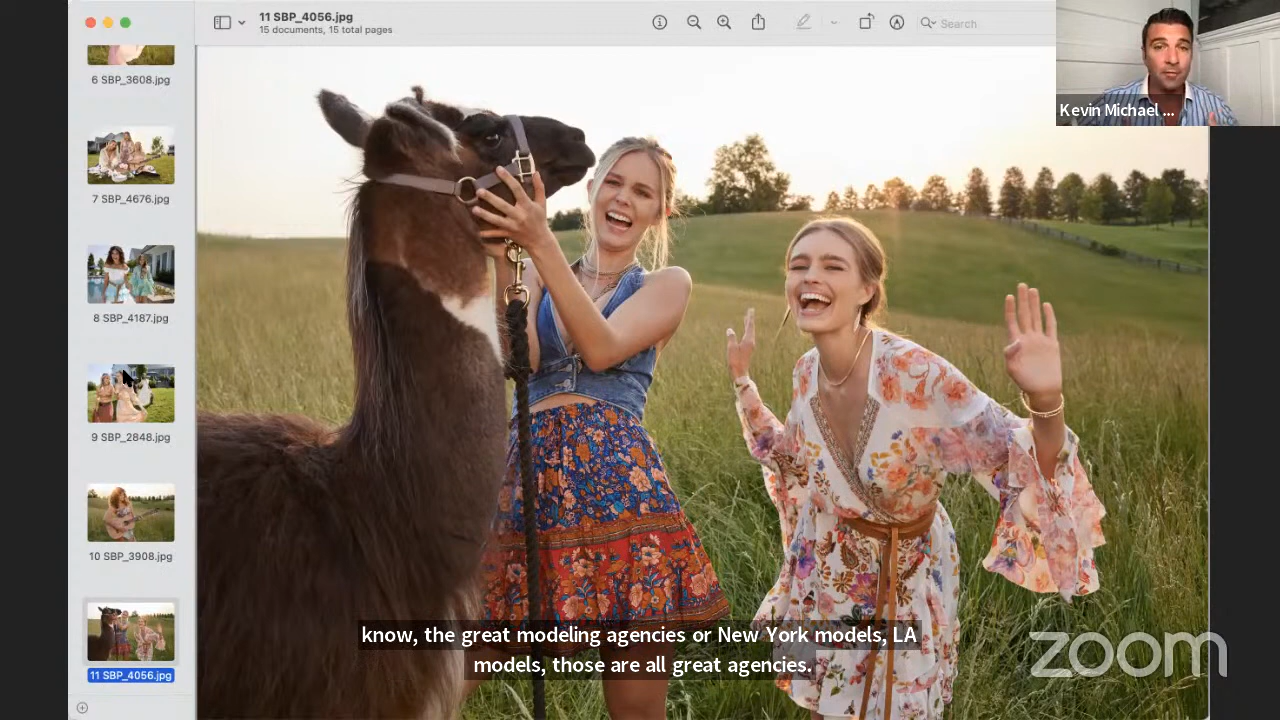 11 SBP_4056.jpg
15 documents, 15 total pages
Search
Kevin Michael ...
6 SBP_3608.jpg
7 SBP_4676.jpg
8 SBP_4187.jpg
9 SBP_2848.jpg
10 SBP_3908.jpg
11 SBP_4056.jpg
know, the great modeling agencies or New York models, LA
models, those are all great agencies.
zoom